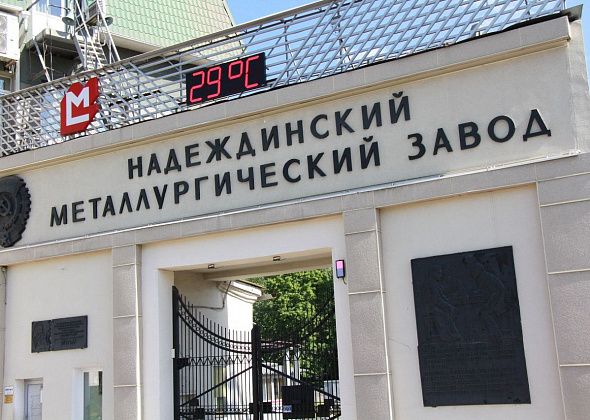 29°C
НАДЕЖДИНСКИЙ
МЕТАЛЛУРГИЧЕСКИЙ ЗАВОД